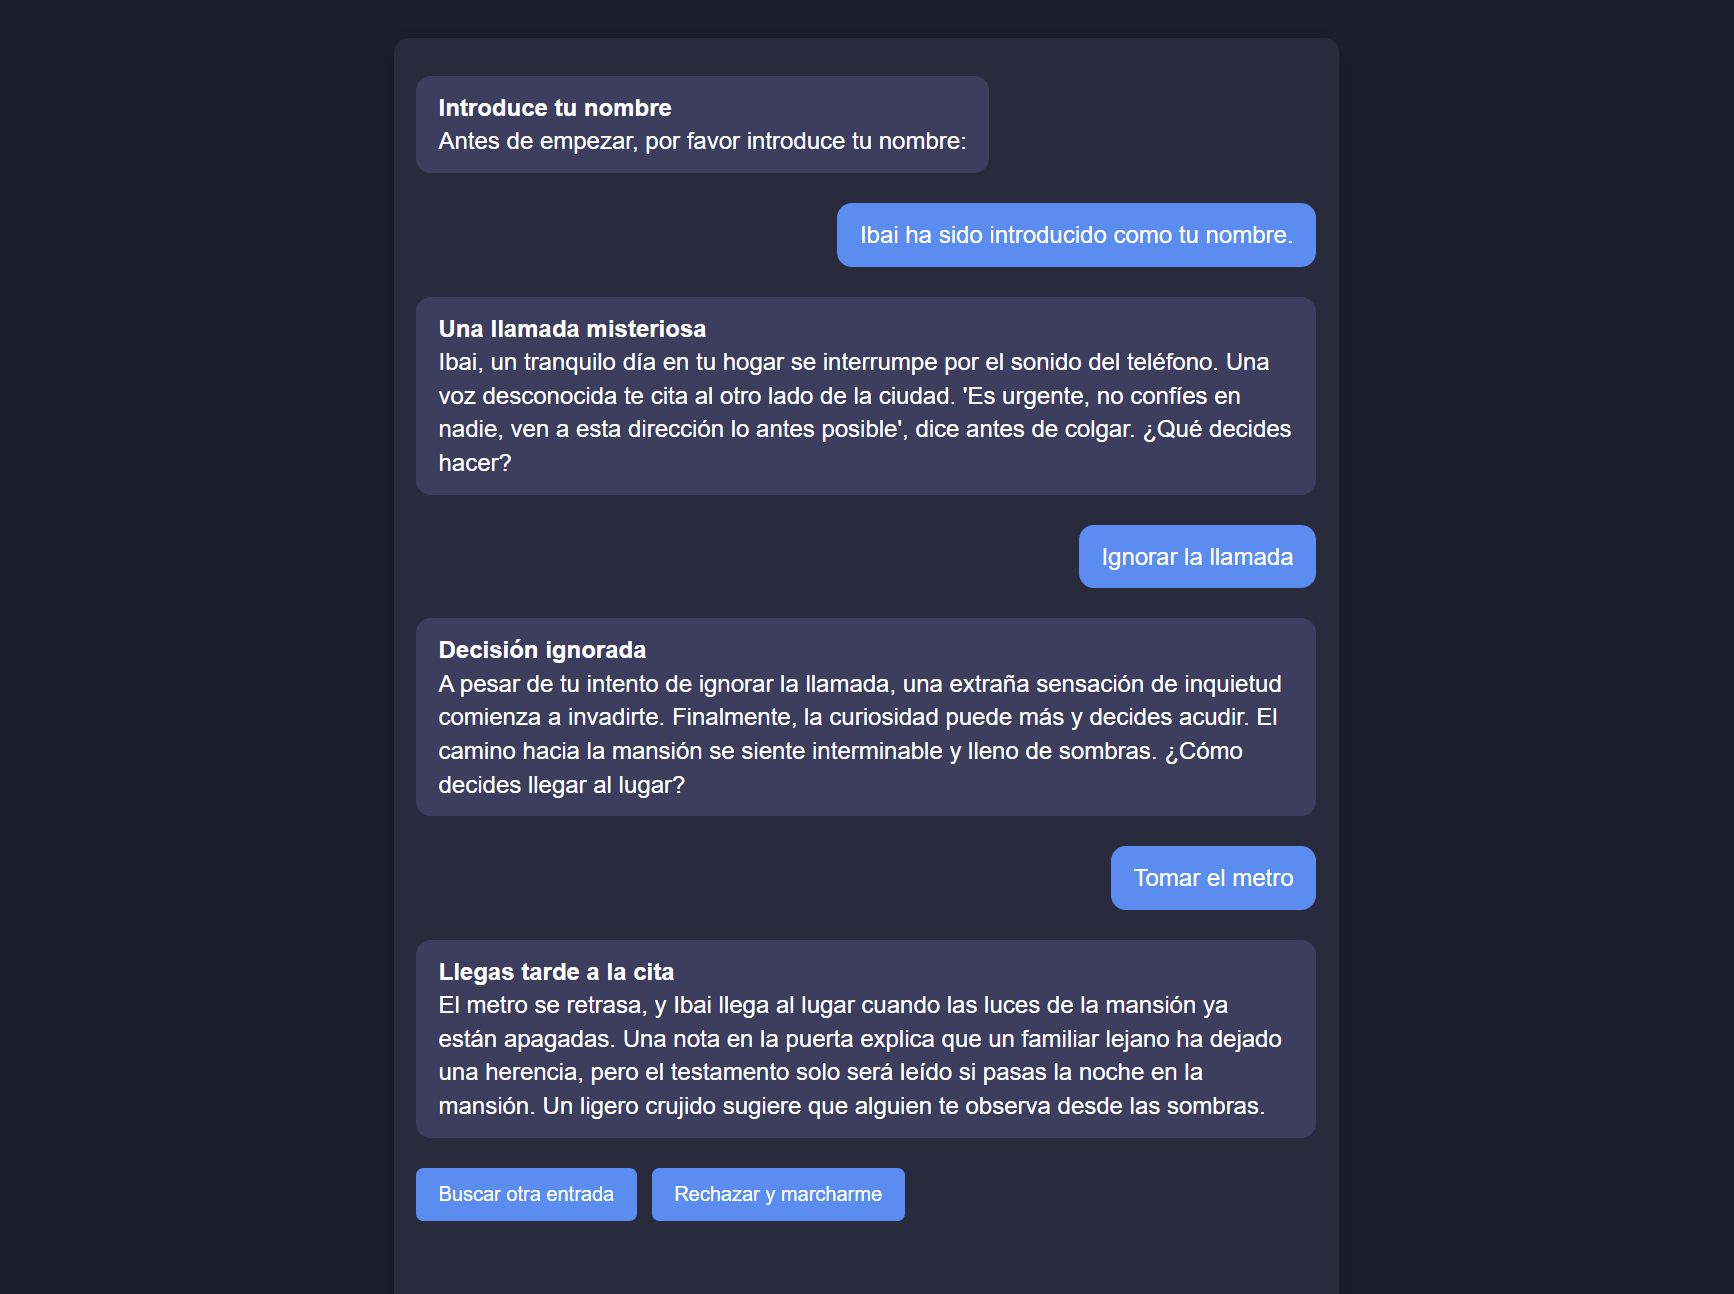 Introduce tu nombre
Antes de empezar, por favor introduce tu nombre:
Ibai ha sido introducido como tu nombre.
Una llamada misteriosa
Ibai, un tranquilo día en tu hogar se interrumpe por el sonido del teléfono. Una
voz desconocida te cita al otro lado de la ciudad. 'Es urgente, no confíes en
nadie, ven a esta dirección lo antes posible', dice antes de colgar. ¿Qué decides
hacer?
Ignorar la llamada
Decisión ignorada
A pesar de tu intento de ignorar la llamada, una extraña sensación de inquietud
comienza a invadirte. Finalmente, la curiosidad puede más y decides acudir. El
camino hacia la mansión se siente interminable y lleno de sombras. ¿Cómo
decides llegar al lugar?
Tomar el metro
Llegas tarde a la cita
El metro se retrasa, y Ibai llega al lugar cuando las luces de la mansión ya
están apagadas. Una nota en la puerta explica que un familiar lejano ha dejado
una herencia, pero el testamento solo será leído si pasas la noche en la
mansión. Un ligero crujido sugiere que alguien te observa desde las sombras.
Buscar otra entrada
Rechazar y marcharme